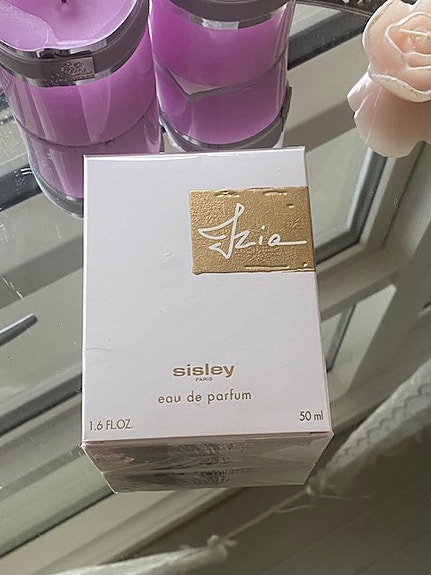 Izia
sisley
PARIS
eau de parfum
1.6 FL.OZ.
50 ml